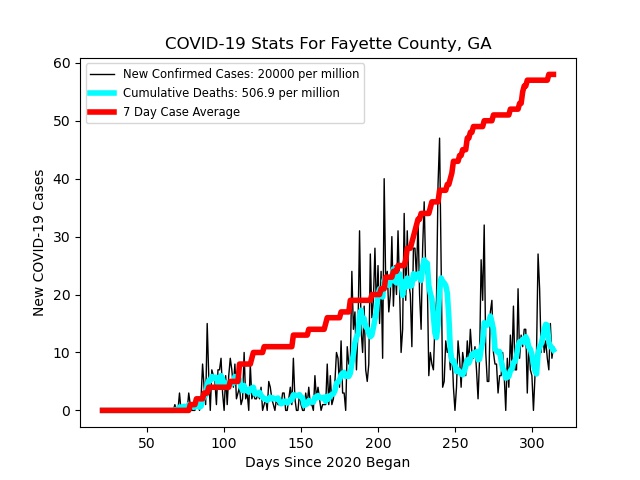 COVID-19 Stats For Fayette County, GA
New Confirmed Cases: 20000 per million
Cumulative Deaths: 506.9 per million
7 Day Case Average
60
50
40
30
20
10
0
New COVID-19 Cases
50 100 150 200 250 300
Days Since 2020 Began